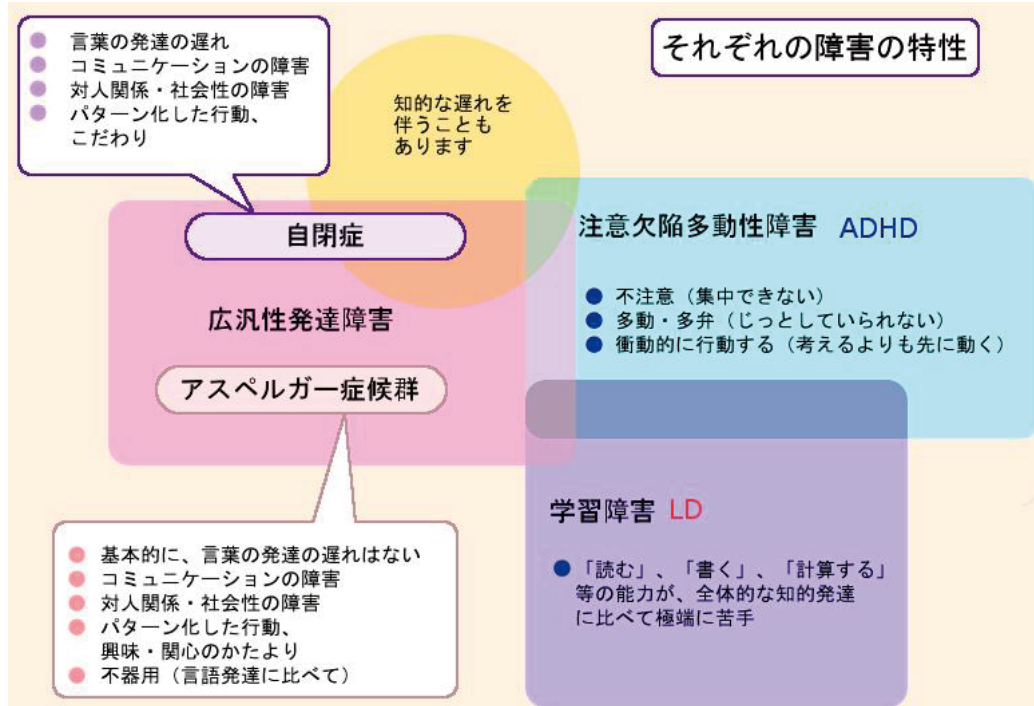 それぞれの障害の特性
言葉の発達の遅れ
コミュニケーションの障害
対人関係・社会性の障害
パターン化した行動、
こだわり
知的な遅れを
伴うことも
あります
自閉症
広汎性発達障害
アスペルガー症候群
注意欠陥多動性障害 ADHD
不注意（集中できない）
多動・多弁（じっとしていられない）
衝動的に行動する（考えるよりも先に動く）
学習障害 LD
「読む」、「書く」、「計算する」
等の能力が、全体的な知的発達
に比べて極端に苦手
基本的に、言葉の発達の遅れはない
コミュニケーションの障害
対人関係・社会性の障害
パターン化した行動、
興味・関心のかたより
不器用（言語発達に比べて）